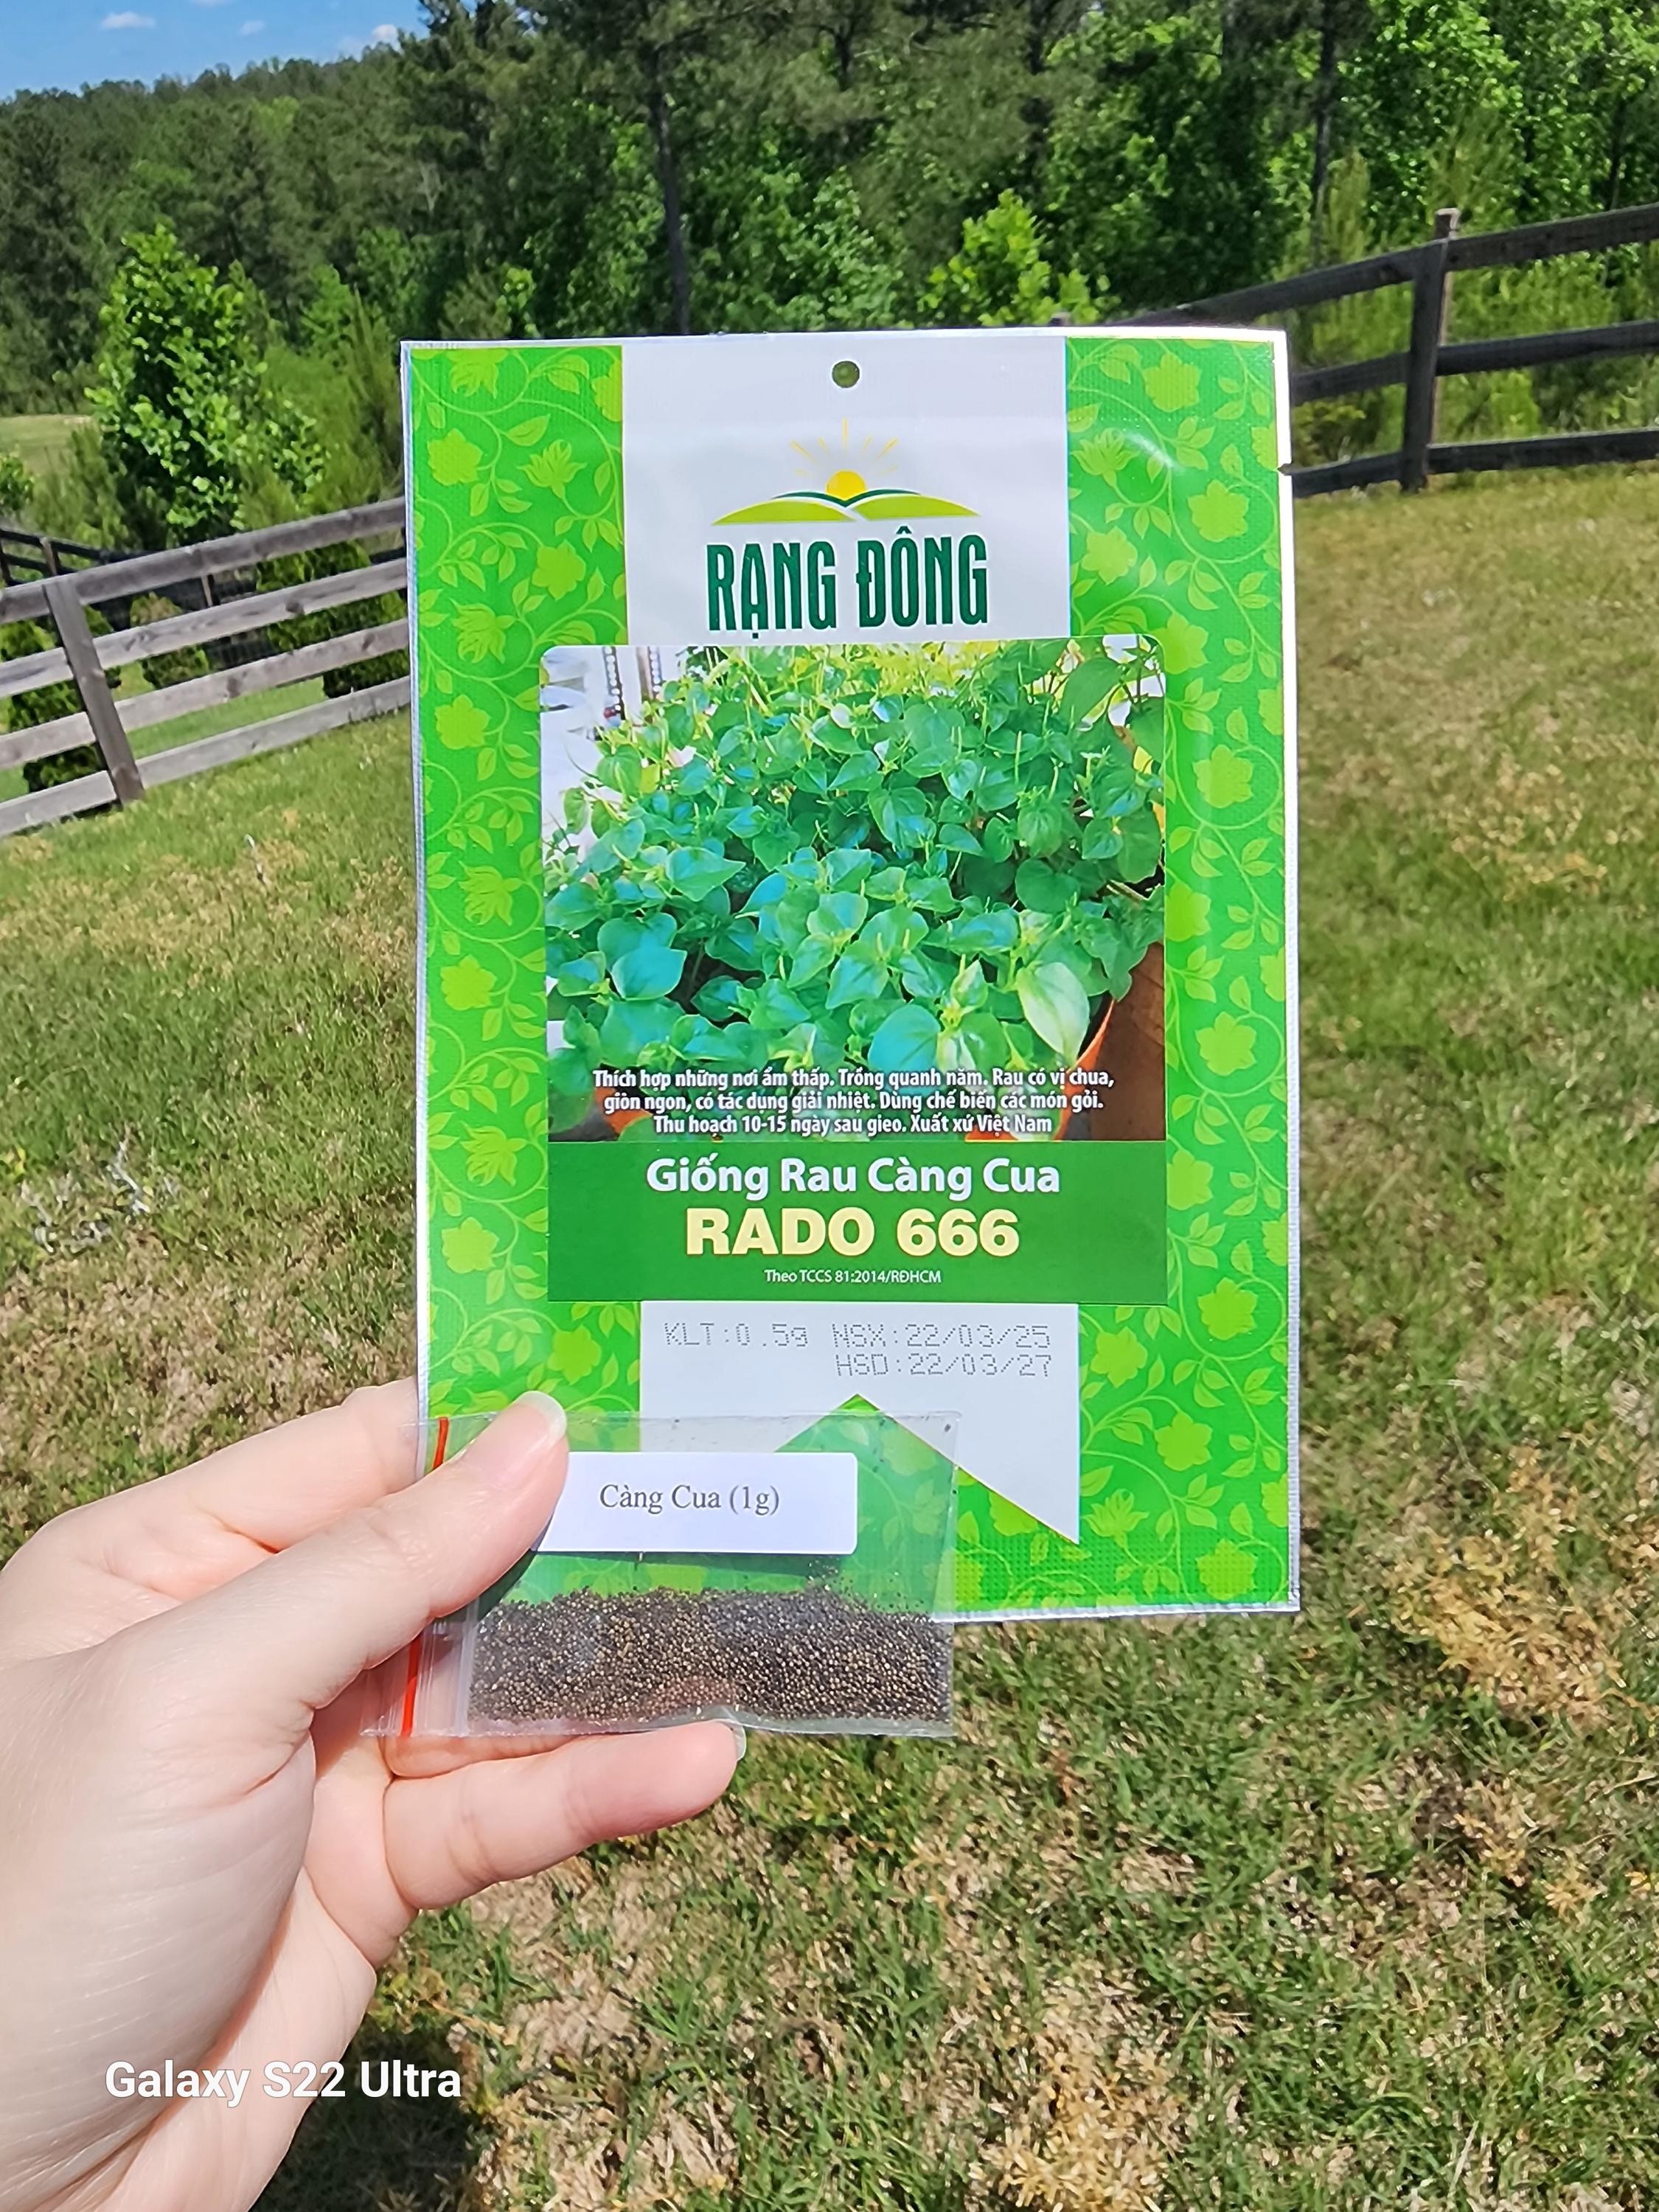 RẠNG ĐÔNG
Thích hợp những nơi ẩm thấp. Trồng quanh năm. Rau có vị chua,
giòn ngon, có tác dụng giải nhiệt. Dùng chế biến các món gỏi.
Thu hoạch 10-15 ngày sau gieo. Xuất xứ Việt Nam
Giống Rau Càng Cua
RADO 666
Theo TCCS 81:2014/RĐHCM
KLT:0.5g NSX:22/03/25
HSD:22/03/27
Càng Cua (1g)
Galaxy S22 Ultra